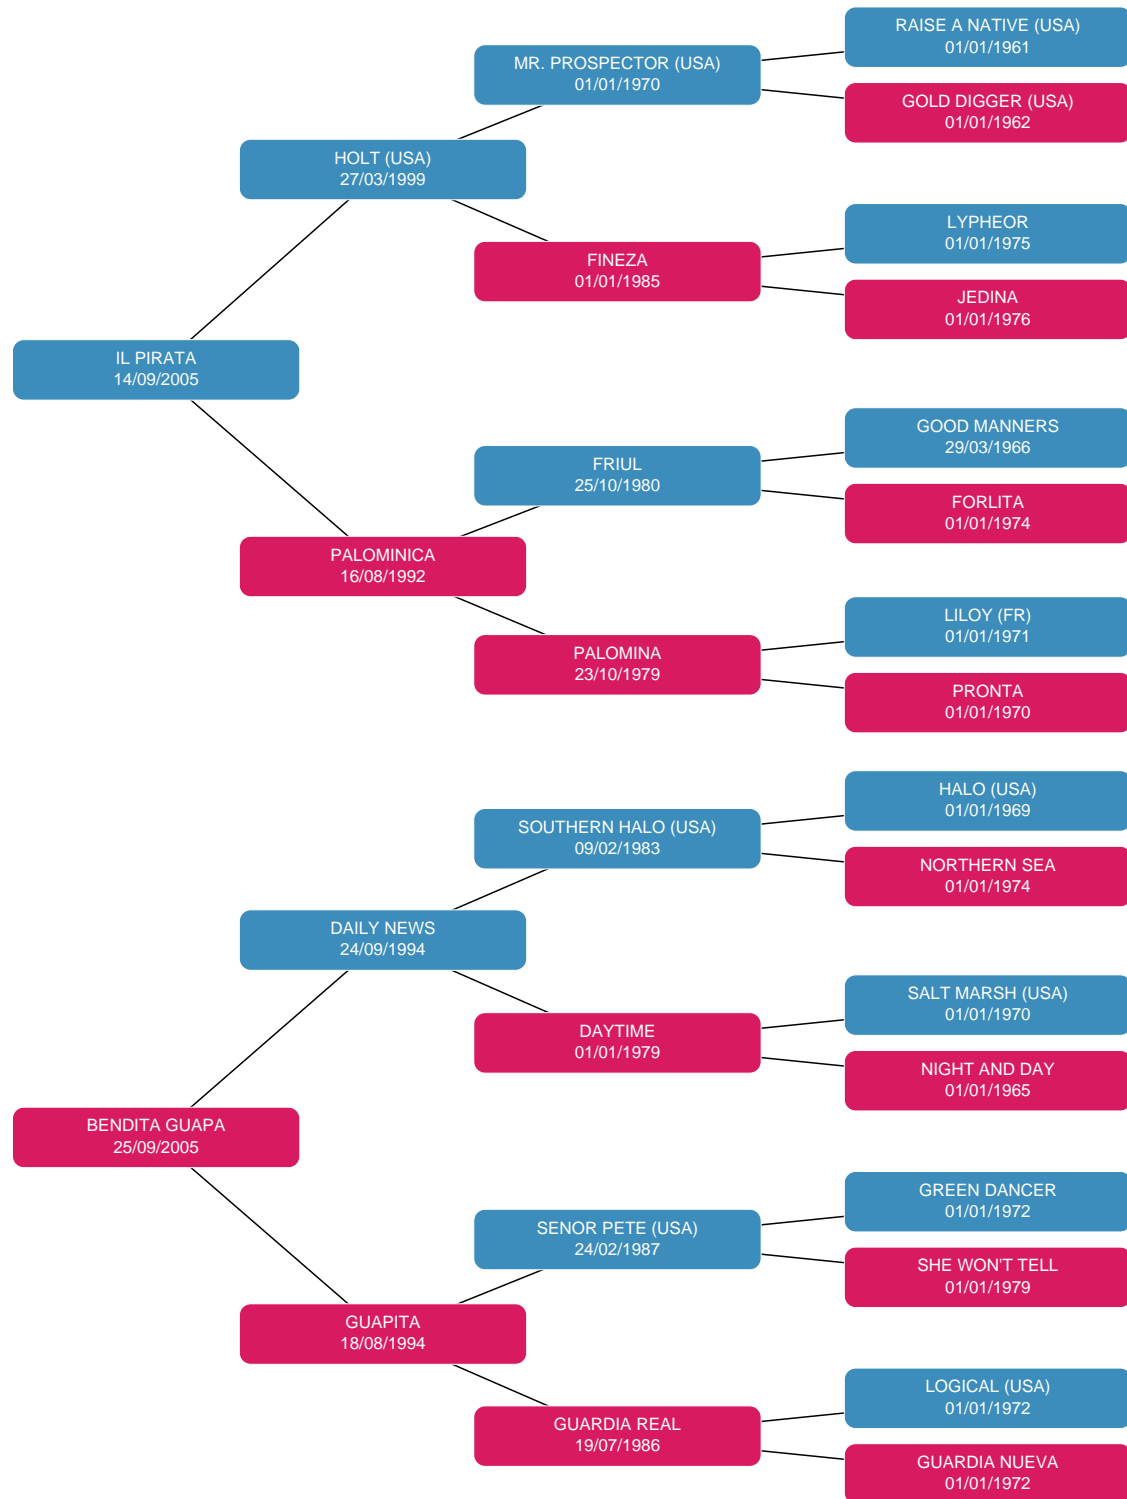 RAISE A NATIVE (USA)
01/01/1961
MR. PROSPECTOR (USA)
01/01/1970
GOLD DIGGER (USA)
01/01/1962
HOLT (USA)
27/03/1999
LYPHEOR
01/01/1975
FINEZA
01/01/1985
JEDINA
01/01/1976
IL PIRATA
14/09/2005
GOOD MANNERS
29/03/1966
FRIUL
25/10/1980
FORLITA
01/01/1974
PALOMINICA
16/08/1992
LILOY (FR)
01/01/1971
PALOMINA
23/10/1979
PRONTA
01/01/1970
HALO (USA)
01/01/1969
SOUTHERN HALO (USA)
09/02/1983
NORTHERN SEA
01/01/1974
DAILY NEWS
24/09/1994
SALT MARSH (USA)
01/01/1970
DAYTIME
01/01/1979
NIGHT AND DAY
01/01/1965
BENDITA GUAPA
25/09/2005
GREEN DANCER
01/01/1972
SENOR PETE (USA)
24/02/1987
SHE WON'T TELL
01/01/1979
GUAPITA
18/08/1994
LOGICAL (USA)
01/01/1972
GUARDIA REAL
19/07/1986
GUARDIA NUEVA
01/01/1972